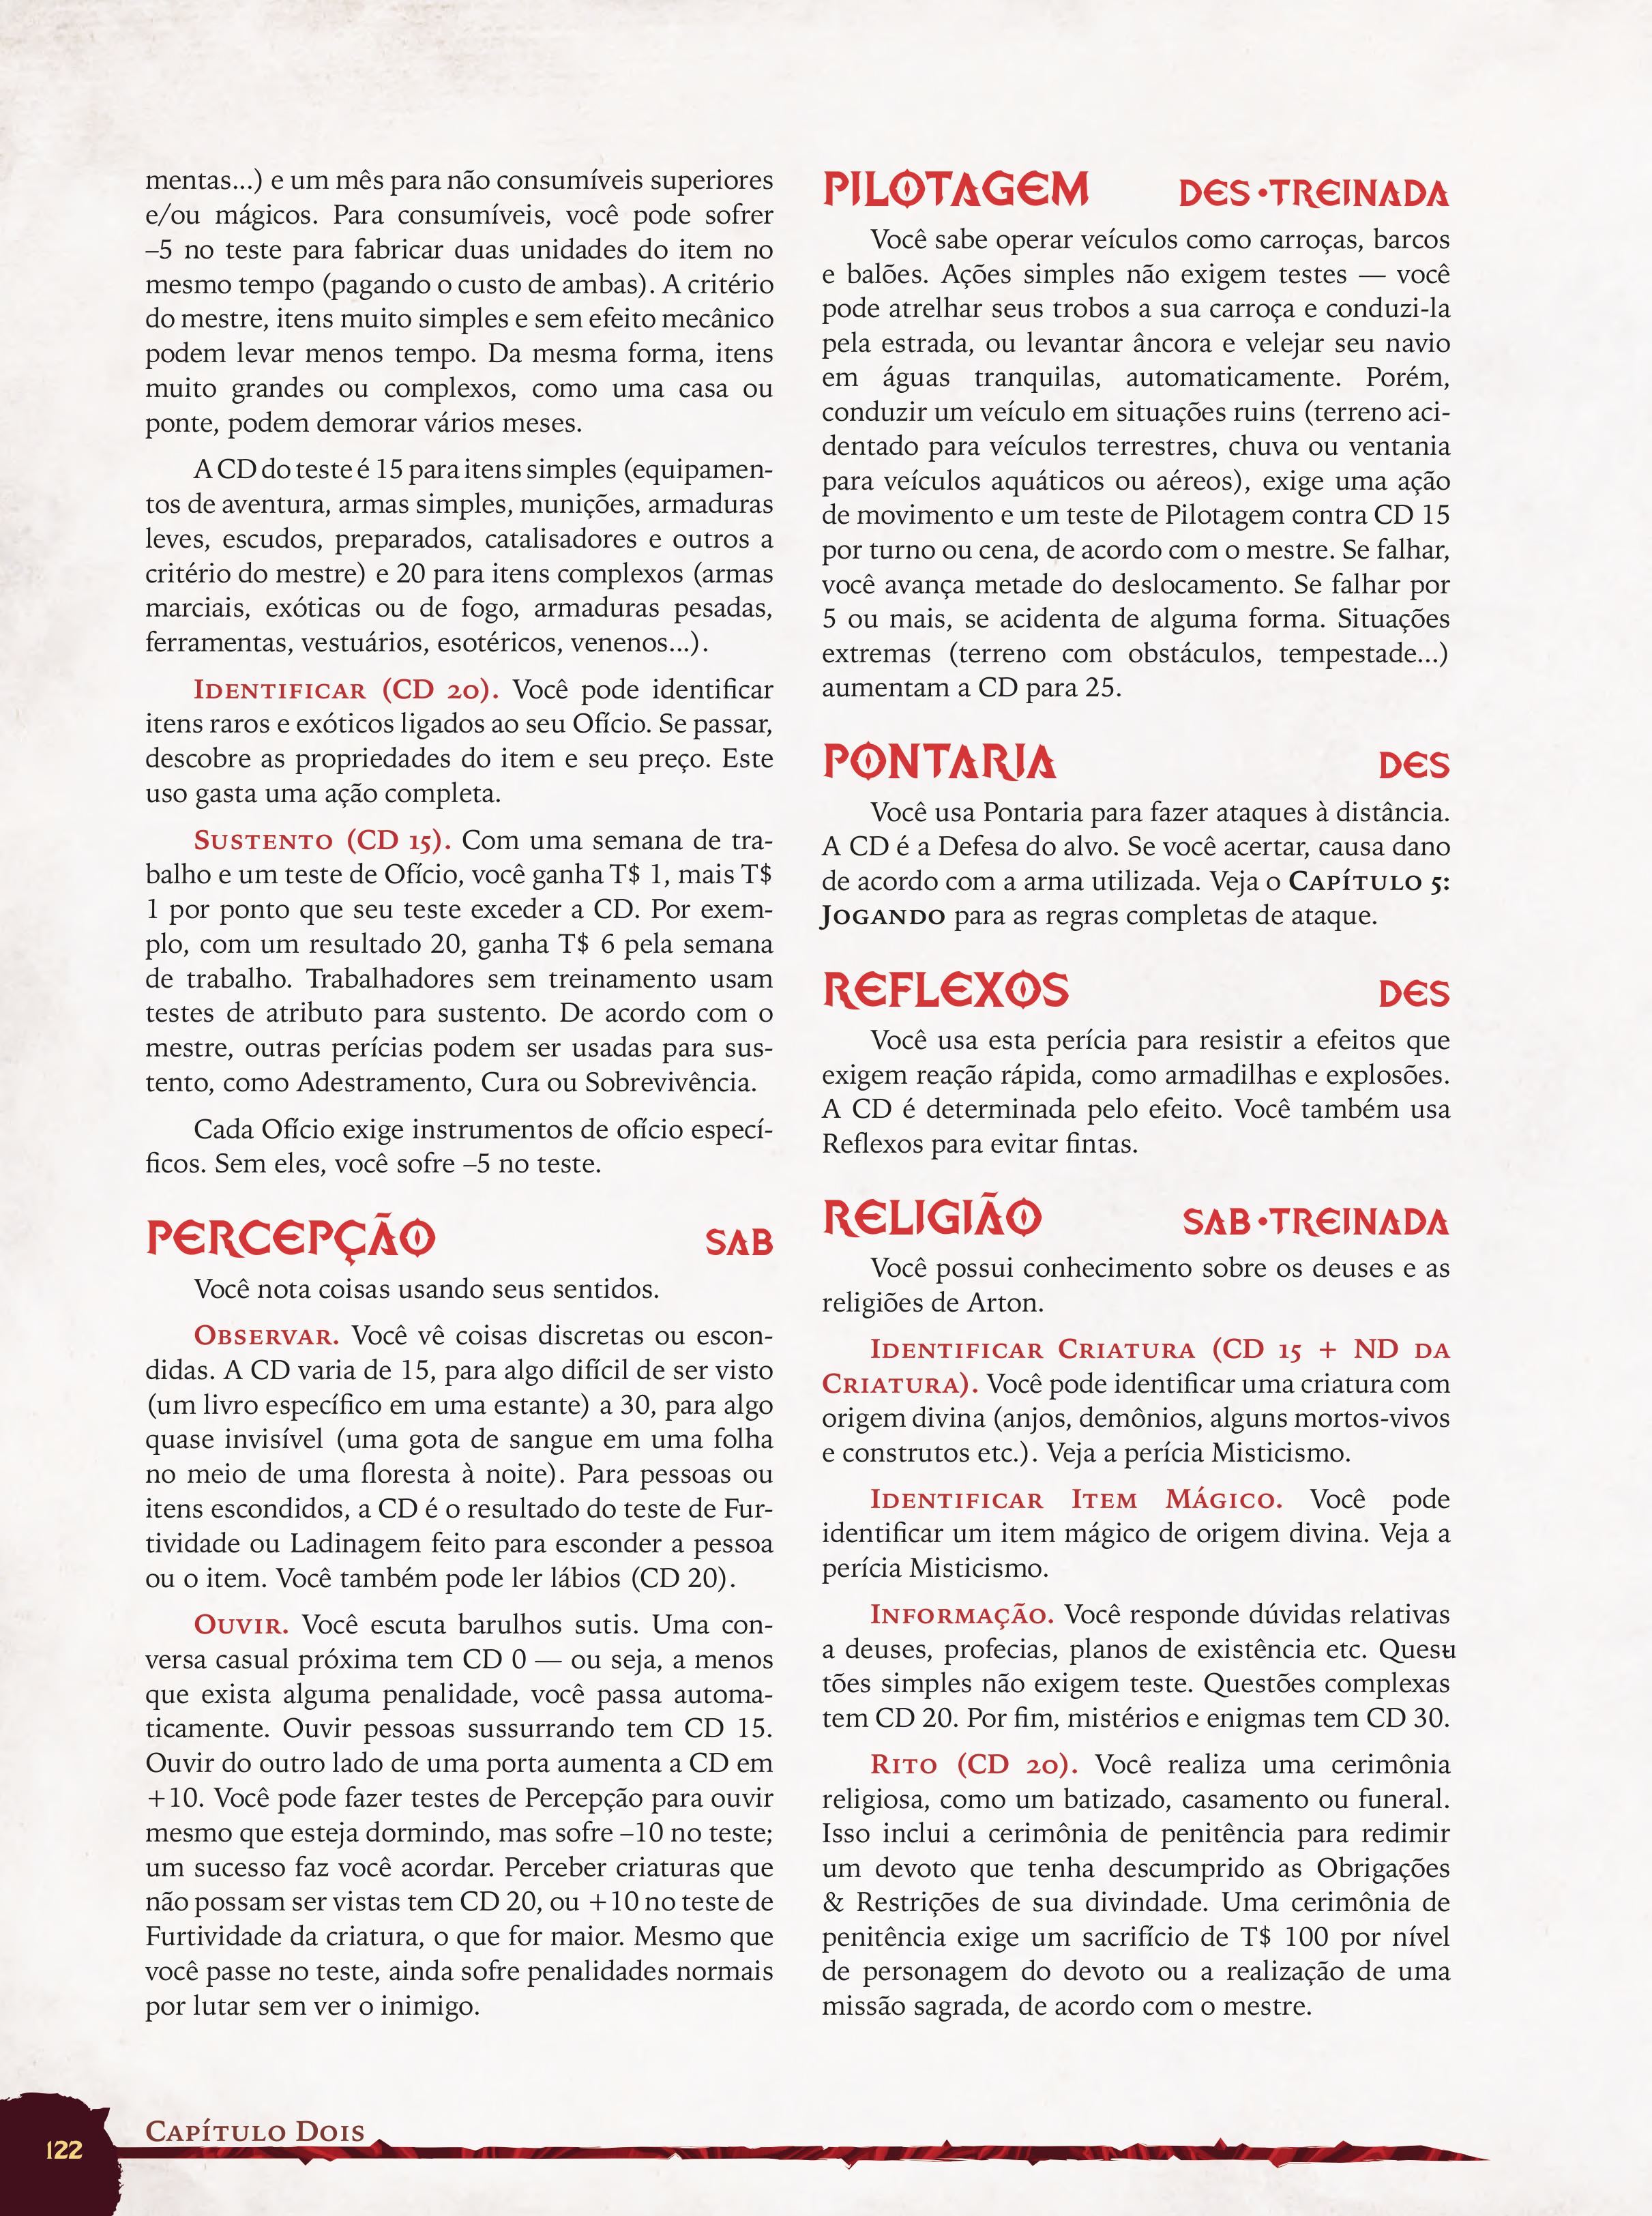 mentas...) e um mês para não consumíveis superiores
e/ou mágicos. Para consumíveis, você pode sofrer
–5 no teste para fabricar duas unidades do item no
mesmo tempo (pagando o custo de ambas). A critério
do mestre, itens muito simples e sem efeito mecânico
podem levar menos tempo. Da mesma forma, itens
muito grandes ou complexos, como uma casa ou
ponte, podem demorar vários meses.
A CD do teste é 15 para itens simples (equipamen-
tos de aventura, armas simples, munições, armaduras
leves, escudos, preparados, catalisadores e outros a
critério do mestre) e 20 para itens complexos (armas
marciais, exóticas ou de fogo, armaduras pesadas,
ferramentas, vestuários, esotéricos, venenos...).
Identificar (CD 20). Você pode identificar
itens raros e exóticos ligados ao seu Ofício. Se passar,
descobre as propriedades do item e seu preço. Este
uso gasta uma ação completa.
Sustento (CD 15). Com uma semana de tra-
balho e um teste de Ofício, você ganha T$ 1, mais T$
1 por ponto que seu teste exceder a CD. Por exem-
plo, com um resultado 20, ganha T$ 6 pela semana
de trabalho. Trabalhadores sem treinamento usam
testes de atributo para sustento. De acordo com o
mestre, outras perícias podem ser usadas para sus-
tento, como Adestramento, Cura ou Sobrevivência.
Cada Ofício exige instrumentos de ofício especí-
ficos. Sem eles, você sofre –5 no teste.
PERCEPÇÃO SAB
Você nota coisas usando seus sentidos.
Observar. Você vê coisas discretas ou escon-
didas. A CD varia de 15, para algo difícil de ser visto
(um livro específico em uma estante) a 30, para algo
quase invisível (uma gota de sangue em uma folha
no meio de uma floresta à noite). Para pessoas ou
itens escondidos, a CD é o resultado do teste de Fur-
tividade ou Ladinagem feito para esconder a pessoa
ou o item. Você também pode ler lábios (CD 20).
Ouvir. Você escuta barulhos sutis. Uma con-
versa casual próxima tem CD 0 — ou seja, a menos
que exista alguma penalidade, você passa automa-
ticamente. Ouvir pessoas sussurrando tem CD 15.
Ouvir do outro lado de uma porta aumenta a CD em
+10. Você pode fazer testes de Percepção para ouvir
mesmo que esteja dormindo, mas sofre –10 no teste;
um sucesso faz você acordar. Perceber criaturas que
não possam ser vistas tem CD 20, ou +10 no teste de
Furtividade da criatura, o que for maior. Mesmo que
você passe no teste, ainda sofre penalidades normais
por lutar sem ver o inimigo.
PILOTAGEM DES • TREINADA
Você sabe operar veículos como carroças, barcos
e balões. Ações simples não exigem testes — você
pode atrelhar seus trobos a sua carroça e conduzi-la
pela estrada, ou levantar âncora e velejar seu navio
em águas tranquilas, automaticamente. Porém,
conduzir um veículo em situações ruins (terreno aci-
dentado para veículos terrestres, chuva ou ventania
para veículos aquáticos ou aéreos), exige uma ação
de movimento e um teste de Pilotagem contra CD 15
por turno ou cena, de acordo com o mestre. Se falhar,
você avança metade do deslocamento. Se falhar por
5 ou mais, se acidenta de alguma forma. Situações
extremas (terreno com obstáculos, tempestade...)
aumentam a CD para 25.
PONTARIA DES
Você usa Pontaria para fazer ataques à distância.
A CD é a Defesa do alvo. Se você acertar, causa dano
de acordo com a arma utilizada. Veja o Capítulo 5:
Jogando para as regras completas de ataque.
REFLEXOS DES
Você usa esta perícia para resistir a efeitos que
exigem reação rápida, como armadilhas e explosões.
A CD é determinada pelo efeito. Você também usa
Reflexos para evitar fintas.
RELIGIÃO SAB • TREINADA
Você possui conhecimento sobre os deuses e as
religiões de Arton.
Identificar Criatura (CD 15 + ND da
Criatura). Você pode identificar uma criatura com
origem divina (anjos, demônios, alguns mortos-vivos
e construtos etc.). Veja a perícia Misticismo.
Identificar Item Mágico. Você pode
identificar um item mágico de origem divina. Veja a
perícia Misticismo.
Informação. Você responde dúvidas relativas
a deuses, profecias, planos de existência etc. Ques-
tões simples não exigem teste. Questões complexas
tem CD 20. Por fim, mistérios e enigmas tem CD 30.
Rito (CD 20). Você realiza uma cerimônia
religiosa, como um batizado, casamento ou funeral.
Isso inclui a cerimônia de penitência para redimir
um devoto que tenha descumprido as Obrigações
& Restrições de sua divindade. Uma cerimônia de
penitência exige um sacrifício de T$ 100 por nível
de personagem do devoto ou a realização de uma
missão sagrada, de acordo com o mestre.
Capítulo Dois
122